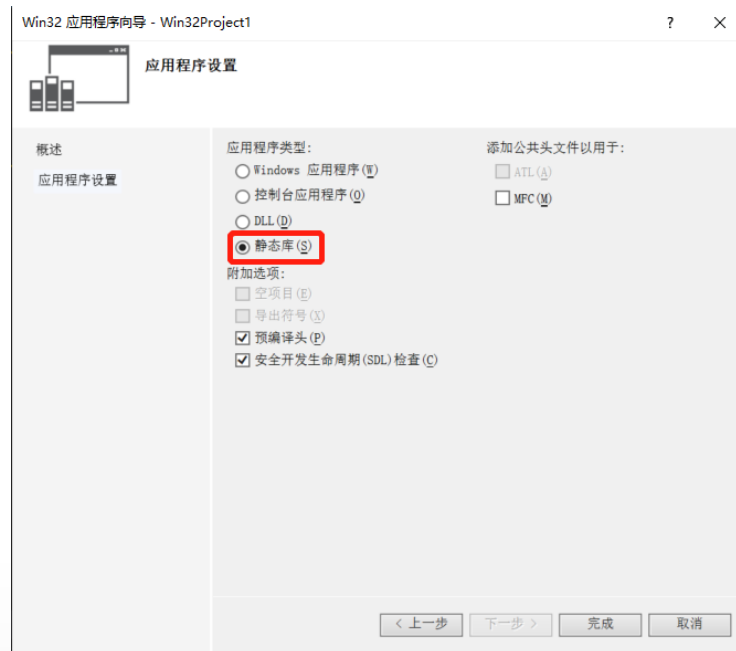 Win32 应用程序向导 - Win32Project1
?
应用程序设置
概述
应用程序设置
应用程序类型:
Windows 应用程序(W)
控制台应用程序(O)
DLL(D)
静态库(S)
附加选项:
空项目(E)
导出符号(X)
预编译头(P)
安全开发生命周期(SDL)检查(C)
添加公共头文件以用于:
ATL(A)
MFC(M)
< 上一步
下一步 >
完成
取消